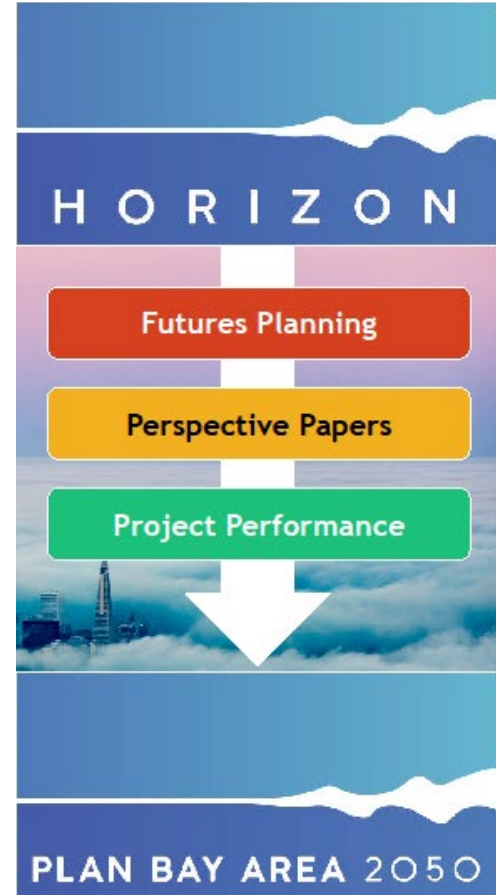 HORIZON
Futures Planning
Perspective Papers
Project Performance
PLAN BAY AREA 2050